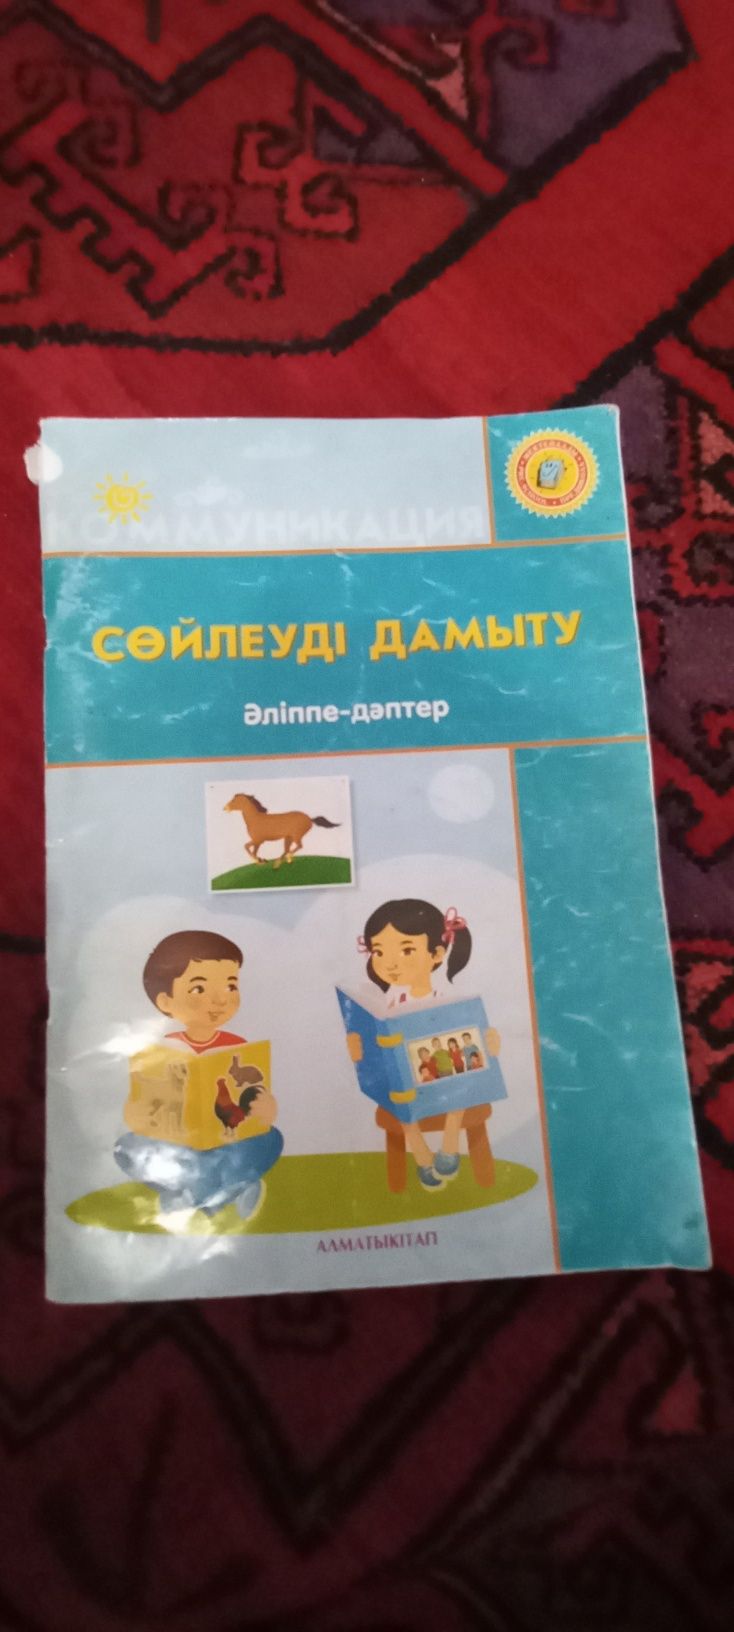 КОММУНИКАЦИЯ
СӨЙЛЕУДІ ДАМЫТУ
Әліппе-дәптер
АЛМАТЫКІТАП